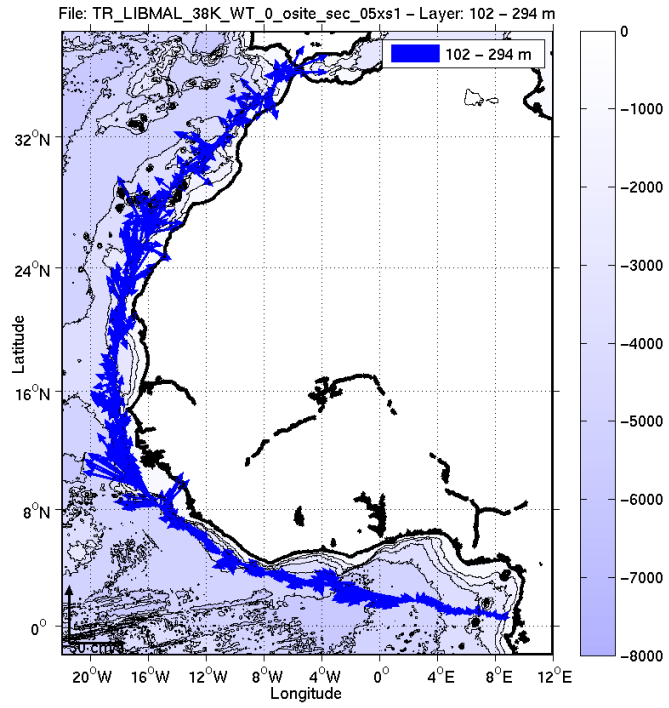 File: TR_LIBMAL_38K_WT_0_osite_sec_05xs1 – Layer: 102 – 294 m
102 – 294 m
0
−1000
−2000
−3000
−4000
−5000
−6000
−7000
−8000
32°N
24°N
16°N
8°N
0°
Latitude
20°W
16°W
12°W
8°W
4°W
0°
4°E
8°E
12°E
Longitude